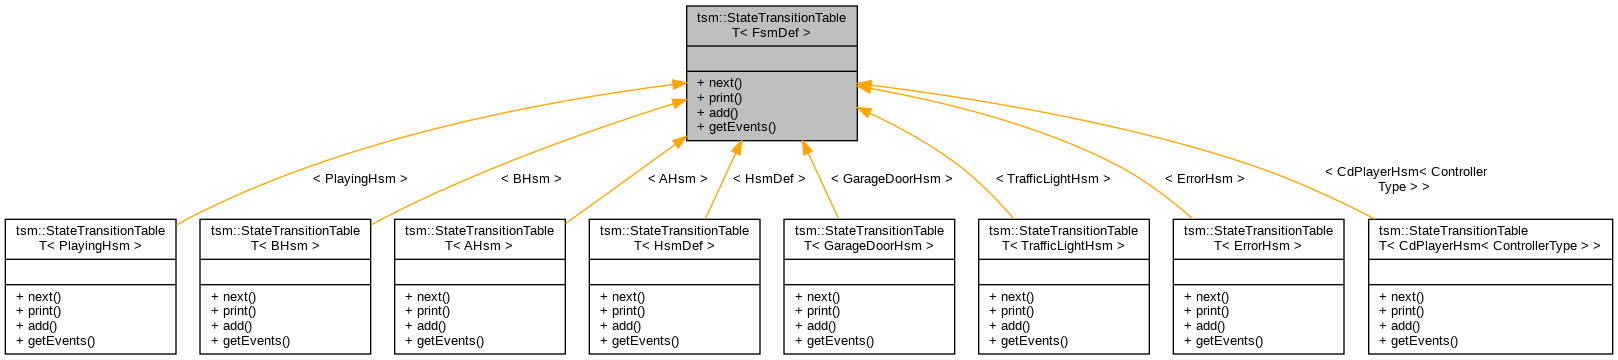 tsm::StateTransitionTable
T< FsmDef >
+ next()
+ print()
+ add()
+ getEvents()
< PlayingHsm >
< BHsm >
< AHsm >
< HsmDef >
< GarageDoorHsm >
< TrafficLightHsm >
< ErrorHsm >
< CdPlayerHsm< Controller
Type > >
tsm::StateTransitionTable
T< PlayingHsm >
+ next()
+ print()
+ add()
+ getEvents()
tsm::StateTransitionTable
T< BHsm >
+ next()
+ print()
+ add()
+ getEvents()
tsm::StateTransitionTable
T< AHsm >
+ next()
+ print()
+ add()
+ getEvents()
tsm::StateTransitionTable
T< HsmDef >
+ next()
+ print()
+ add()
+ getEvents()
tsm::StateTransitionTable
T< GarageDoorHsm >
+ next()
+ print()
+ add()
+ getEvents()
tsm::StateTransitionTable
T< TrafficLightHsm >
+ next()
+ print()
+ add()
+ getEvents()
tsm::StateTransitionTable
T< ErrorHsm >
+ next()
+ print()
+ add()
+ getEvents()
tsm::StateTransitionTable
T< CdPlayerHsm< ControllerType > >
+ next()
+ print()
+ add()
+ getEvents()